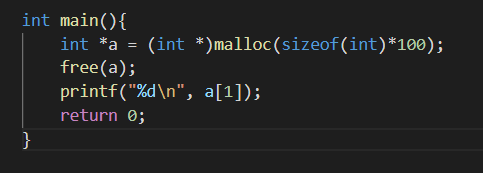 int main(){
    int *a = (int *)malloc(sizeof(int)*100);
    free(a);
    printf("%d\n", a[1]);
    return 0;
}